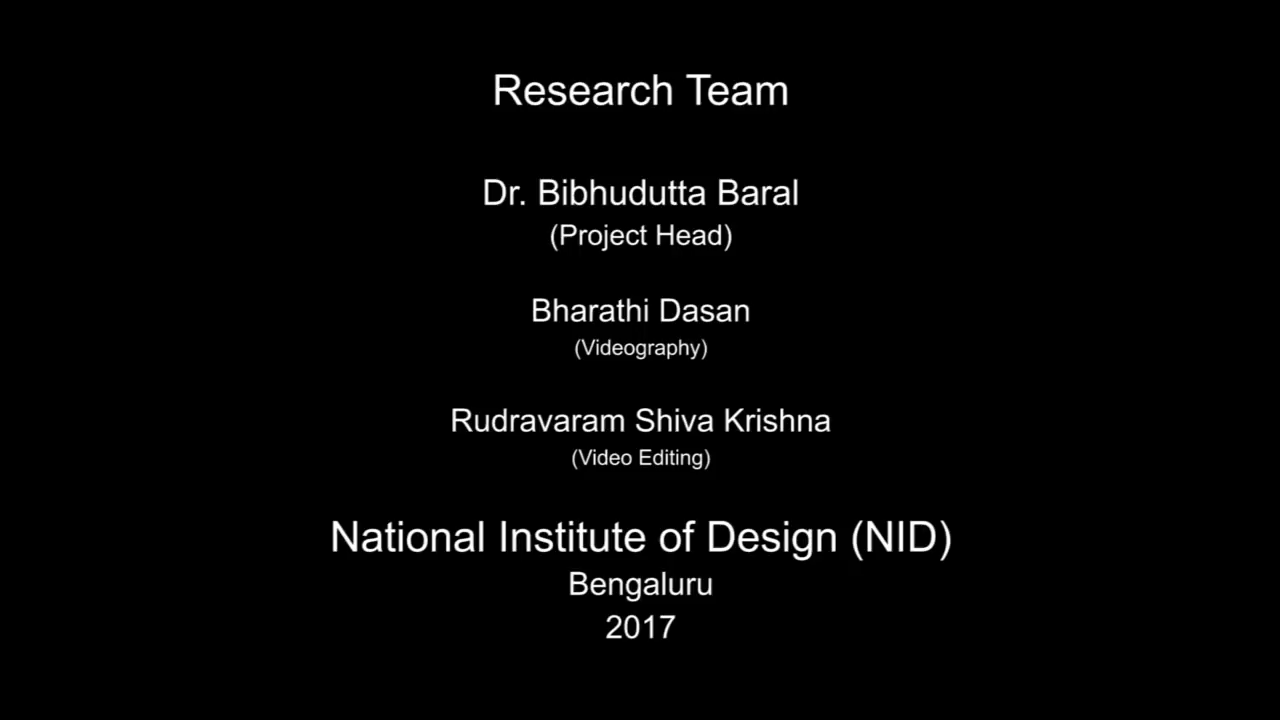 Research Team
Dr. Bibhudutta Baral
(Project Head)
Bharathi Dasan
(Videography)
Rudravaram Shiva Krishna
(Video Editing)
National Institute of Design (NID)
Bengaluru
2017